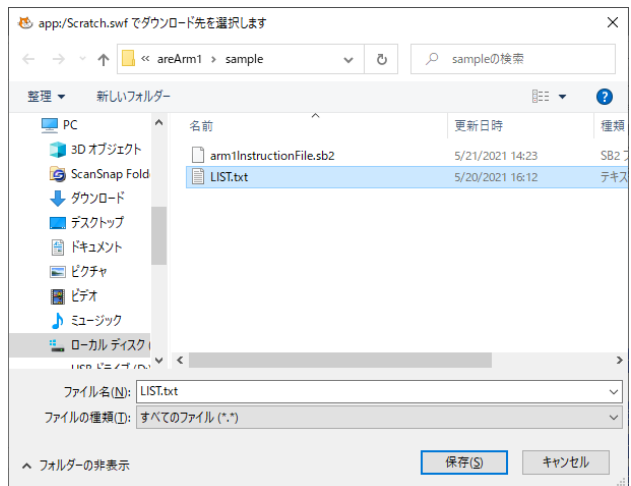 app:/Scratch.swf でダウンロード先を選択します
« areArm1 › sample
sampleの検索
整理
新しいフォルダー
PC
3D オブジェクト
ScanSnap Fold
ダウンロード
デスクトップ
ドキュメント
ピクチャ
ビデオ
ミュージック
ローカル ディスク (
名前
更新日時
種類
arm1InstructionFile.sb2
5/21/2021 14:23
SB2
LIST.txt
5/20/2021 16:12
テキス
ファイル名(N):
LIST.txt
ファイルの種類(T):
すべてのファイル (*.*)
フォルダーの非表示
保存(S)
キャンセル